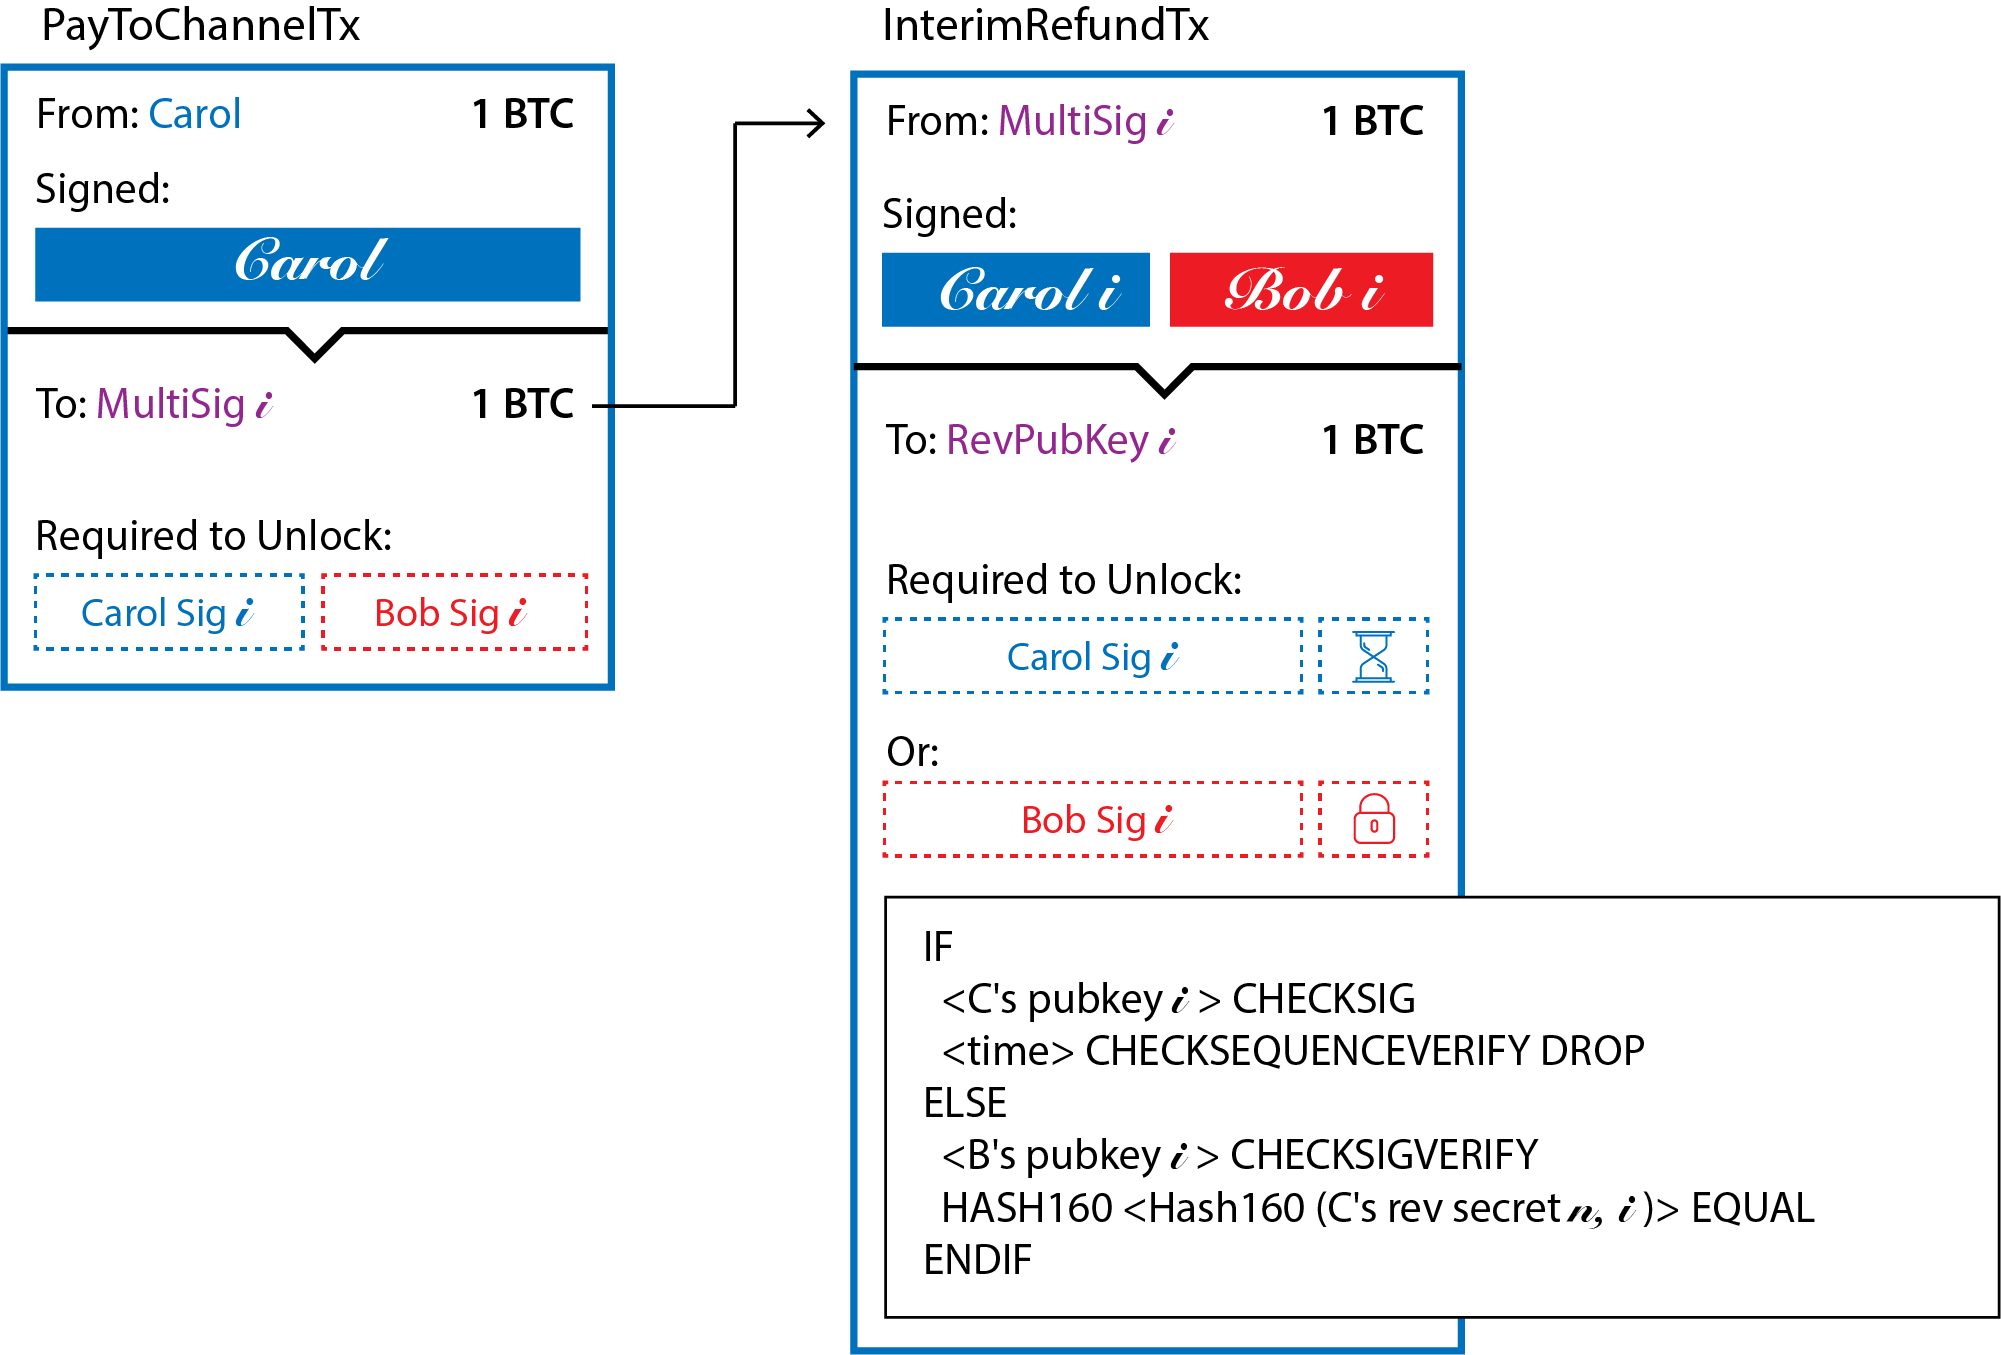 PayToChannelTx
From: Carol 1 BTC
Signed:
Carol
To: MultiSig i 1 BTC
Required to Unlock:
Carol Sig i Bob Sig i
InterimRefundTx
From: MultiSig i 1 BTC
Signed:
Carol i Bob i
To: RevPubKey i 1 BTC
Required to Unlock:
Carol Sig i
Or:
Bob Sig i
IF
<C's pubkey i > CHECKSIG
<time> CHECKSEQUENCEVERIFY DROP
ELSE
<B's pubkey i > CHECKSIGVERIFY
HASH160 <Hash160 (C's rev secret n, i )> EQUAL
ENDIF